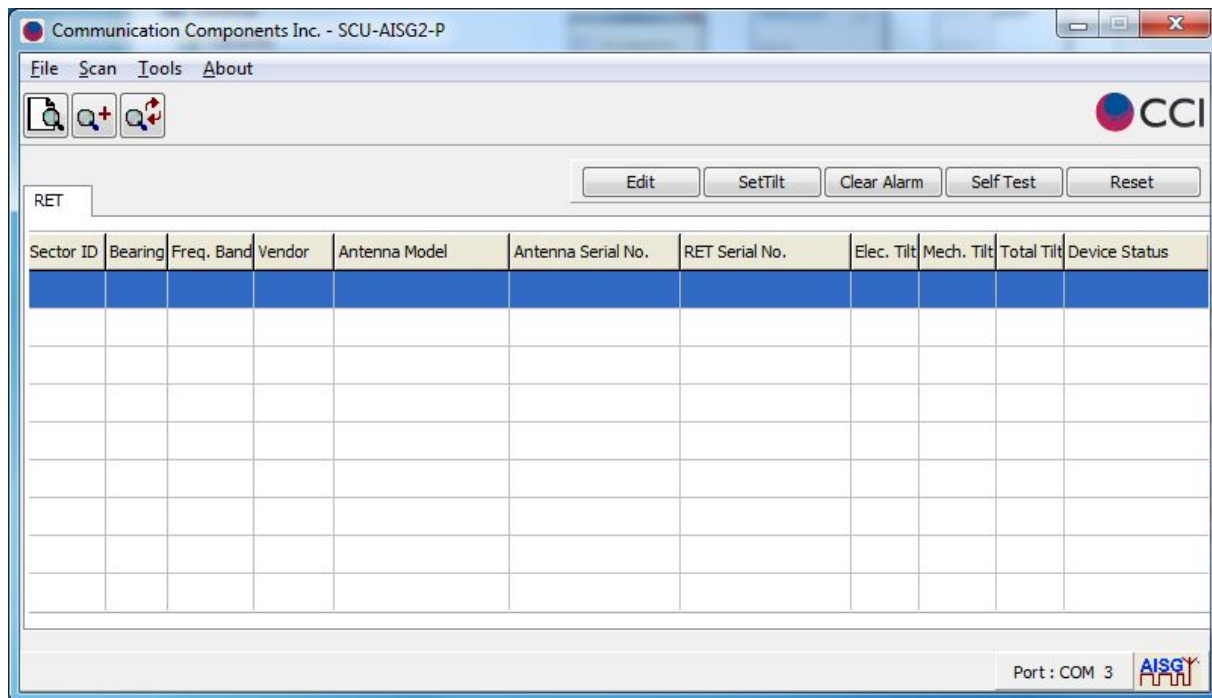 Communication Components Inc. - SCU-AISG2-P
File Scan Tools About
CCI
Edit SetTilt Clear Alarm Self Test Reset
RET
Sector ID Bearing Freq. Band Vendor Antenna Model Antenna Serial No. RET Serial No. Elec. Tilt Mech. Tilt Total Tilt Device Status
Port : COM 3 AISG